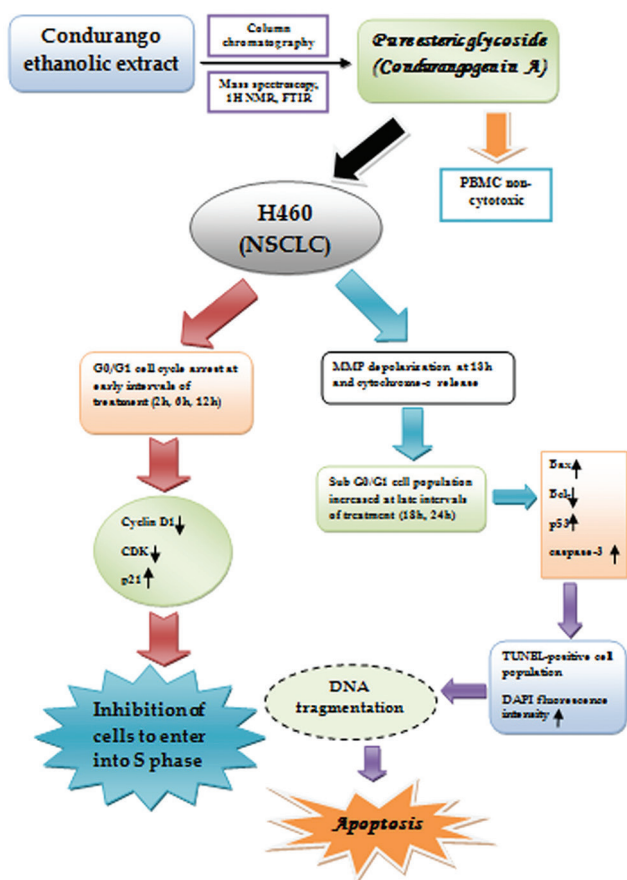 Condurango
ethanolic extract
Column
chromatography
Mass spectroscopy,
1H NMR, FTIR
Pure esteric glycoside
(Condurangogenin A)
PBMC non-
cytotoxic
H460
(NSCLC)
G0/G1 cell cycle arrest at
early intervals of
treatment (2h, 6h, 12h)
MMP depolarization at 18h
and cytochrome-c release
Cyclin D1↓
CDK↓
p21↑
Sub G0/G1 cell population
increased at late intervals
of treatment (18h, 24h)
Bax↑
Bcl-↓
p53↑
caspase-3 ↑
Inhibition of
cells to enter
into S phase
DNA
fragmentation
TUNEL-positive cell
population
DAPI fluorescence
intensity ↑
Apoptosis